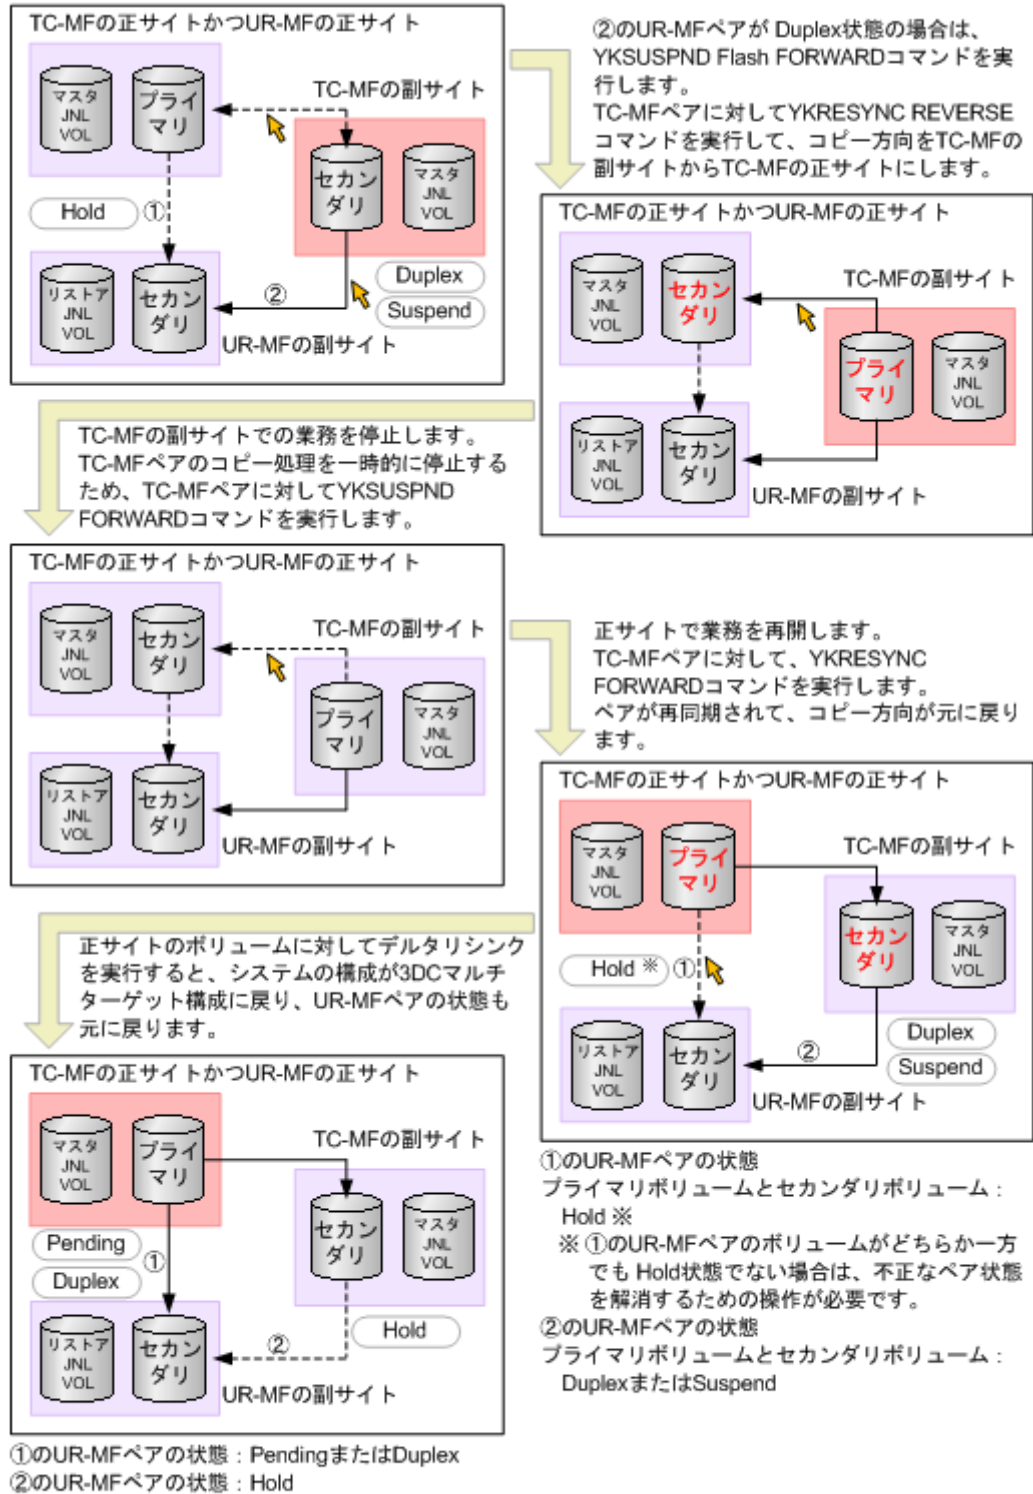 TC-MFの正サイトかつUR-MFの正サイト
マスタ
JNL
VOL
プライ
マリ
TC-MFの副サイト
セカン
ダリ
マスタ
JNL
VOL
Hold
①
リストア
JNL
VOL
セカン
ダリ
②
Duplex
Suspend
UR-MFの副サイト
②のUR-MFペアが Duplex状態の場合は、
YKSUSPND Flash FORWARDコマンドを実
行します。
TC-MFペアに対してYKRESYNC REVERSE
コマンドを実行して、コピー方向をTC-MFの
副サイトからTC-MFの正サイトにします。
TC-MFの正サイトかつUR-MFの正サイト
マスタ
JNL
VOL
セカン
ダリ
TC-MFの副サイト
プライ
マリ
マスタ
JNL
VOL
リストア
JNL
VOL
セカン
ダリ
UR-MFの副サイト
TC-MFの副サイトでの業務を停止します。
TC-MFペアのコピー処理を一時的に停止する
ため、TC-MFペアに対してYKSUSPND
FORWARDコマンドを実行します。
TC-MFの正サイトかつUR-MFの正サイト
マスタ
JNL
VOL
セカン
ダリ
TC-MFの副サイト
プライ
マリ
マスタ
JNL
VOL
リストア
JNL
VOL
セカン
ダリ
UR-MFの副サイト
正サイトで業務を再開します。
TC-MFペアに対して、YKRESYNC
FORWARDコマンドを実行します。
ペアが再同期されて、コピー方向が元に戻り
ます。
TC-MFの正サイトかつUR-MFの正サイト
マスタ
JNL
VOL
プライ
マリ
TC-MFの副サイト
セカン
ダリ
マスタ
JNL
VOL
Hold ※
①
リストア
JNL
VOL
セカン
ダリ
②
Duplex
Suspend
UR-MFの副サイト
①のUR-MFペアの状態
プライマリボリュームとセカンダリボリューム：
Hold ※
※ ①のUR-MFペアのボリュームがどちらか一方
でも Hold状態でない場合は、不正なペア状態
を解消するための操作が必要です。
②のUR-MFペアの状態
プライマリボリュームとセカンダリボリューム：
DuplexまたはSuspend
正サイトのボリュームに対してデルタリシンク
を実行すると、システムの構成が3DCマルチ
ターゲット構成に戻り、UR-MFペアの状態も
元に戻ります。
TC-MFの正サイトかつUR-MFの正サイト
マスタ
JNL
VOL
プライ
マリ
TC-MFの副サイト
セカン
ダリ
マスタ
JNL
VOL
Pending
Duplex
①
リストア
JNL
VOL
セカン
ダリ
②
Hold
UR-MFの副サイト
①のUR-MFペアの状態：PendingまたはDuplex
②のUR-MFペアの状態：Hold